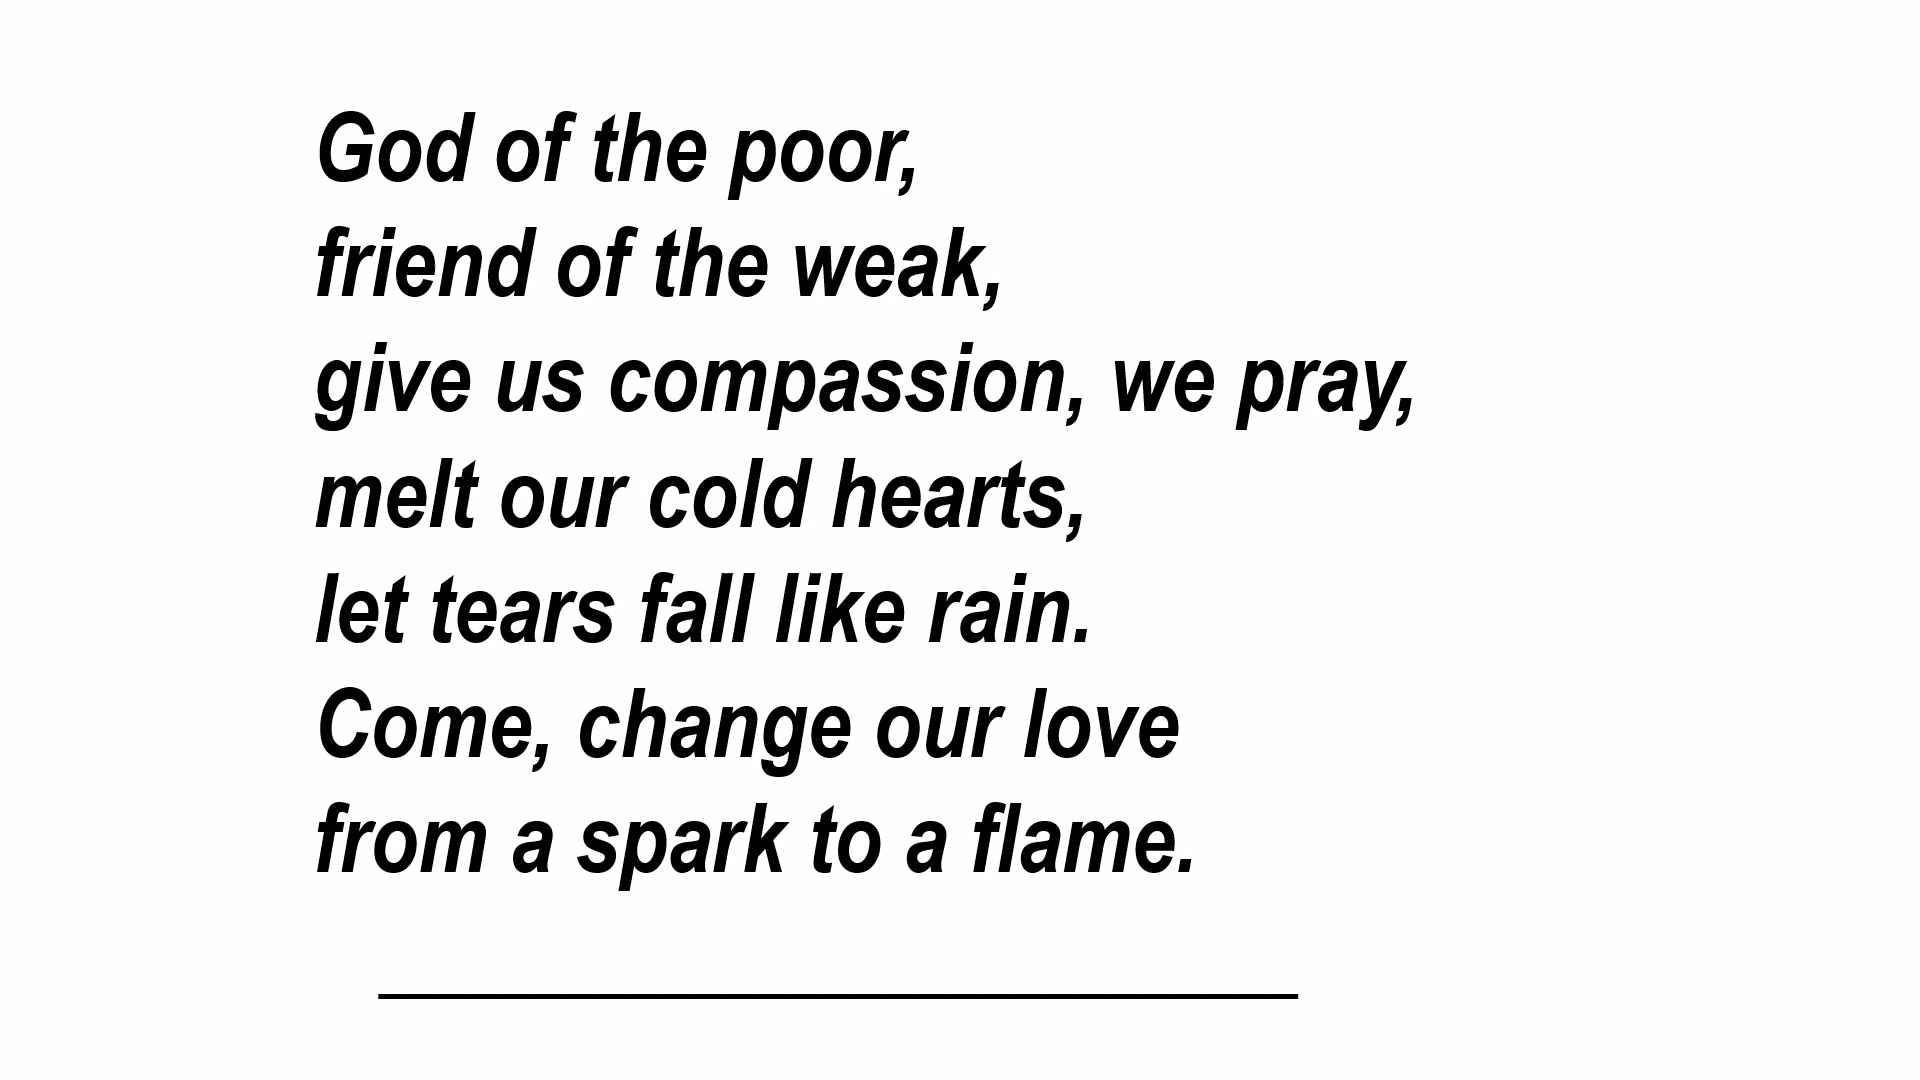 God of the poor,
friend of the weak,
give us compassion, we pray,
melt our cold hearts,
let tears fall like rain.
Come, change our love
from a spark to a flame.